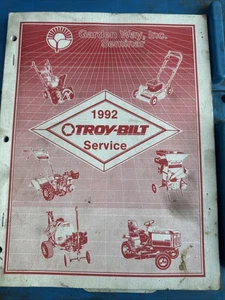 Garden Way, Inc.
Seminar
1992
TROY-BILT
Service